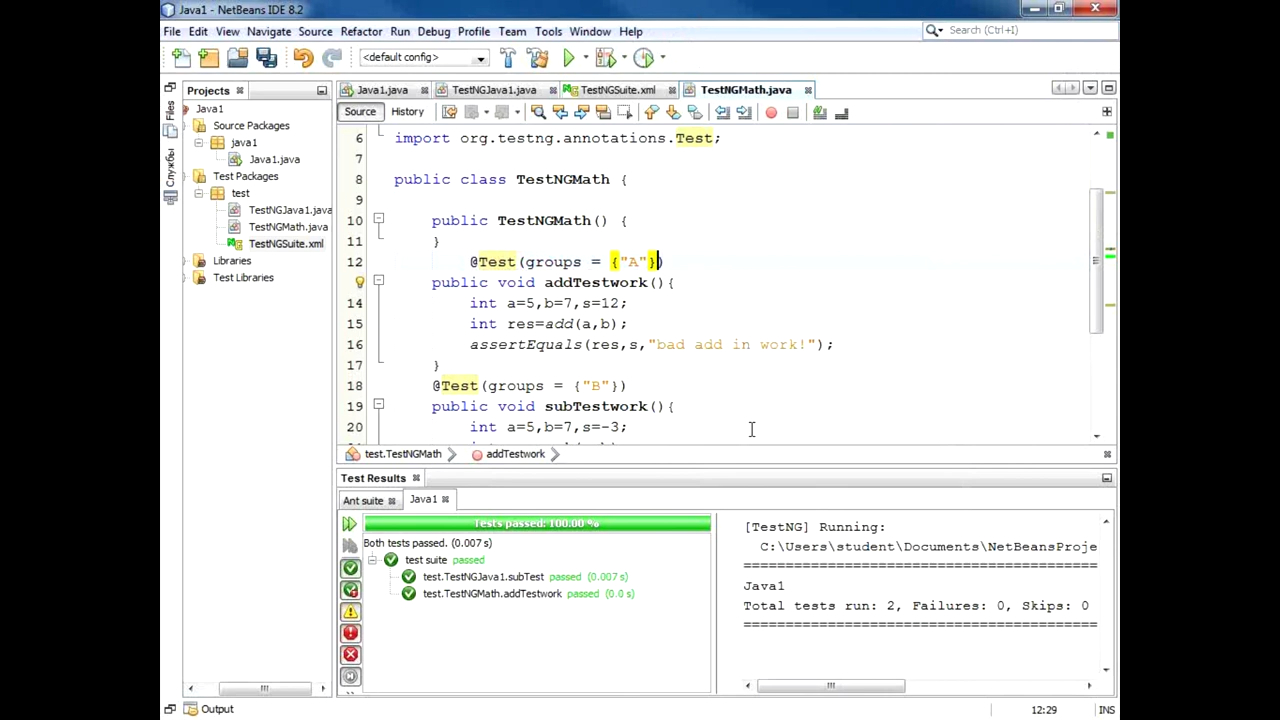 Java1 - NetBeans IDE 8.2
File Edit View Navigate Source Refactor Run Debug Profile Team Tools Window Help
Search (Ctrl+I)
<default config>
Projects
Java1.java TestNGJava1.java TestNGSuite.xml TestNGMath.java
Files
Службы
Java1
Source Packages
java1
Java1.java
Test Packages
test
TestNGJava1.java
TestNGMath.java
TestNGSuite.xml
Libraries
Test Libraries
Source History
6 import org.testng.annotations.Test;
7
8 public class TestNGMath {
9
10 public TestNGMath() {
11 }
12 @Test(groups = {"A"})
public void addTestwork(){
14 int a=5,b=7,s=12;
15 int res=add(a,b);
16 assertEquals(res,s,"bad add in work!");
17 }
18 @Test(groups = {"B"})
19 public void subTestwork(){
20 int a=5,b=7,s=-3;
test.TestNGMath addTestwork
Test Results
Ant suite Java1
Tests passed: 100.00 %
Both tests passed. (0.007 s)
test suite passed
test.TestNGJava1.subTest passed (0.007 s)
test.TestNGMath.addTestwork passed (0.0 s)
[TestNG] Running:
C:\Users\student\Documents\NetBeansProje
========================================
Java1
Total tests run: 2, Failures: 0, Skips: 0
========================================
Output
12:29 INS